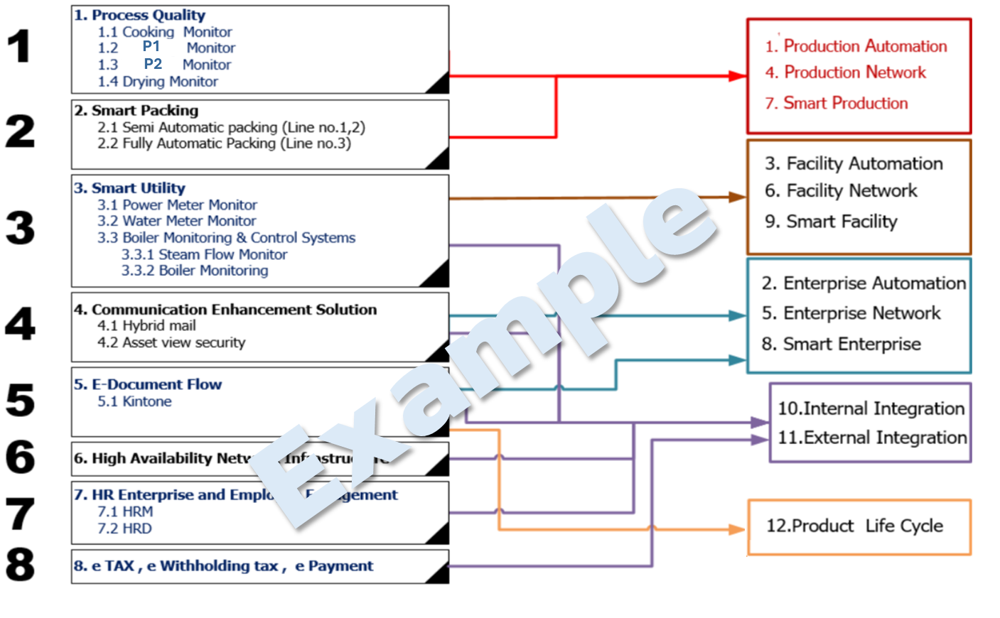 1
1. Process Quality
1.1 Cooking Monitor
1.2 P1 Monitor
1.3 P2 Monitor
1.4 Drying Monitor
2
2. Smart Packing
2.1 Semi Automatic packing (Line no.1,2)
2.2 Fully Automatic Packing (Line no.3)
3
3. Smart Utility
3.1 Power Meter Monitor
3.2 Water Meter Monitor
3.3 Boiler Monitoring & Control Systems
3.3.1 Steam Flow Monitor
3.3.2 Boiler Monitoring
4
4. Communication Enhancement Solution
4.1 Hybrid mail
4.2 Asset view security
5
5. E-Document Flow
5.1 Kintone
6
6. High Availability
7
7. HR Enterprise and
7.1 HRM
7.2 HRD
8
8. e TAX , e Withholding tax , e Payment
1. Production Automation
4. Production Network
7. Smart Production
3. Facility Automation
6. Facility Network
9. Smart Facility
2. Enterprise Automation
5. Enterprise Network
8. Smart Enterprise
10.Internal Integration
11.External Integration
12.Product Life Cycle
Example